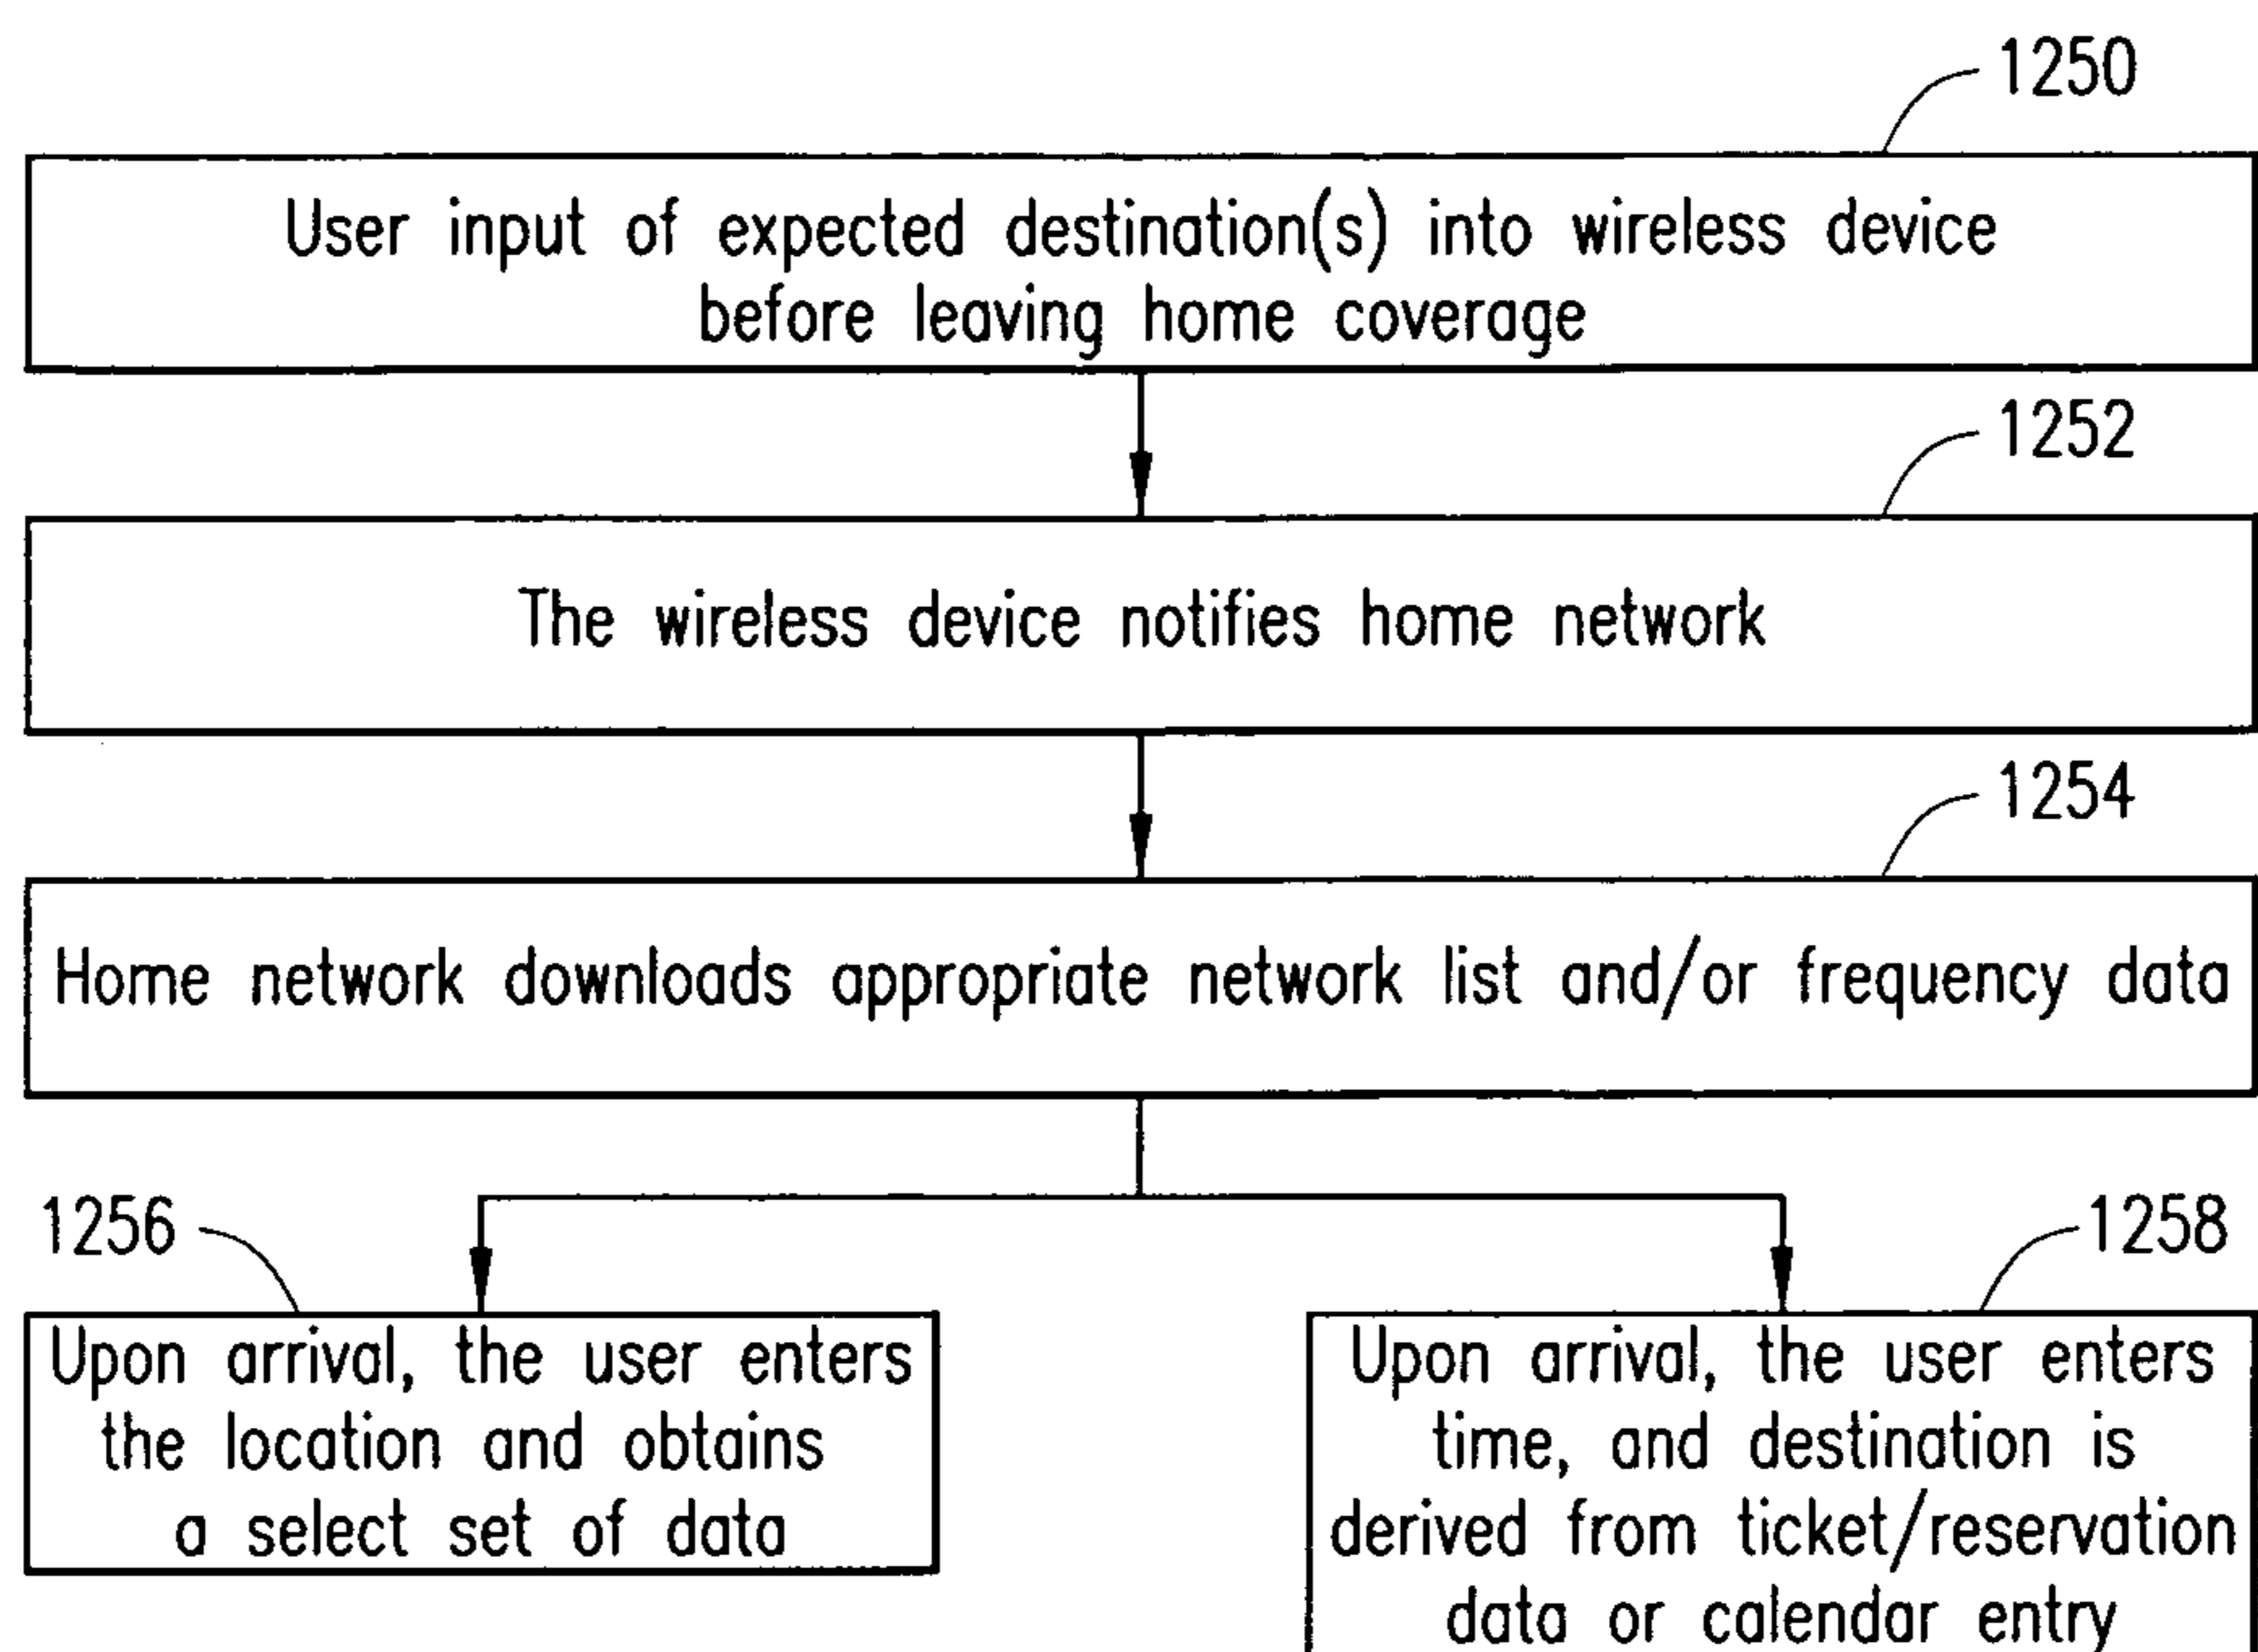 1250
User input of expected destination(s) into wireless device
before leaving home coverage
1252
The wireless device notifies home network
1254
Home network downloads appropriate network list and/or frequency data
1256
Upon arrival, the user enters
the location and obtains
a select set of data
1258
Upon arrival, the user enters
time, and destination is
derived from ticket/reservation
data or calendar entry